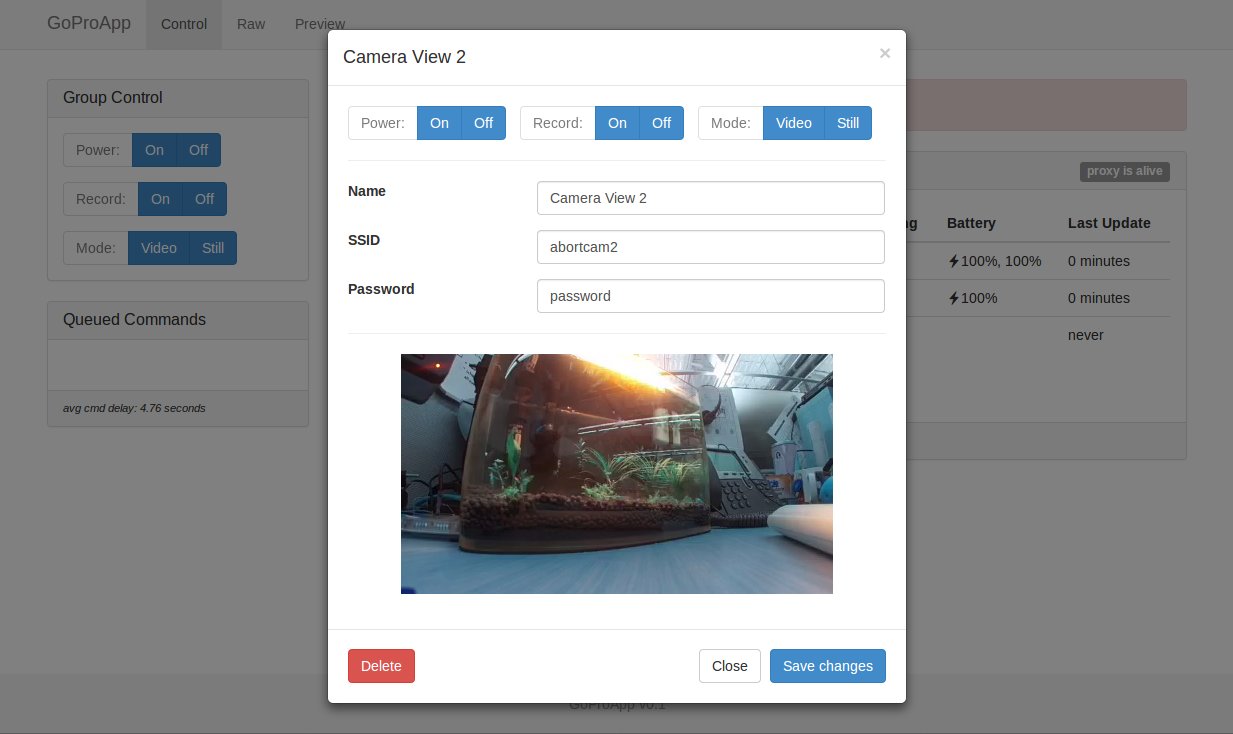 GoProApp Control Raw Preview
Camera View 2 ×
Power: On Off Record: On Off Mode: Video Still
Name Camera View 2
SSID abortcam2
Password password
Delete Close Save changes
Group Control
Power: On Off
Record: On Off
Mode: Video Still
Queued Commands
avg cmd delay: 4.76 seconds
proxy is alive
ng Battery Last Update
100%, 100% 0 minutes
100% 0 minutes
never
GoProApp v0.1